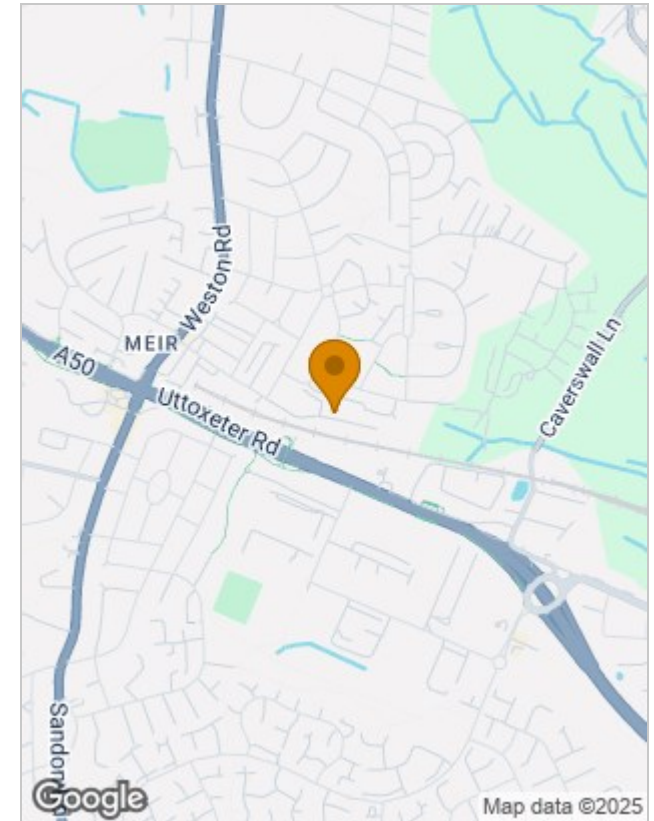 Weston Rd
MEIR
A50
Uttoxeter Rd
Caverswall Ln
Sandon
Google
Map data ©2025